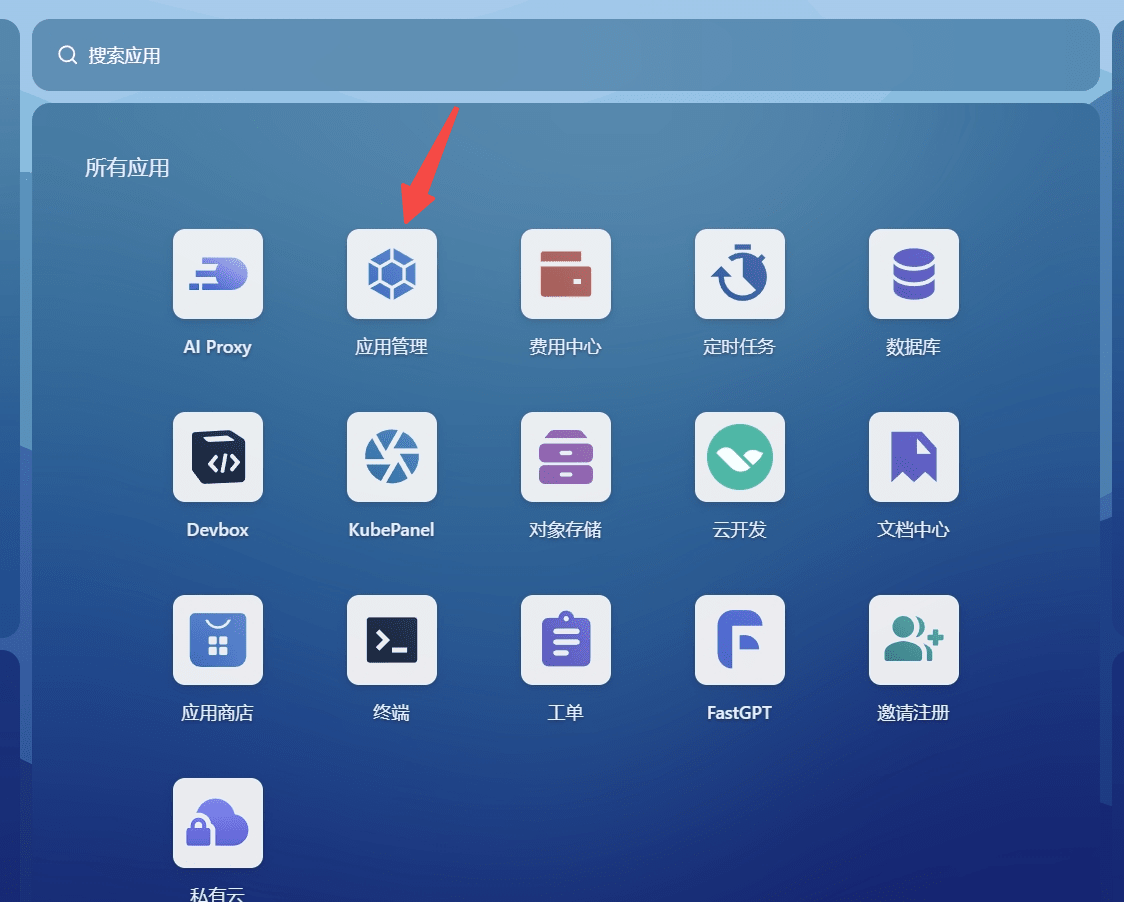 搜索应用
所有应用
AI Proxy
应用管理
费用中心
定时任务
数据库
Devbox
KubePanel
对象存储
云开发
文档中心
应用商店
终端
工单
FastGPT
邀请注册
私有云